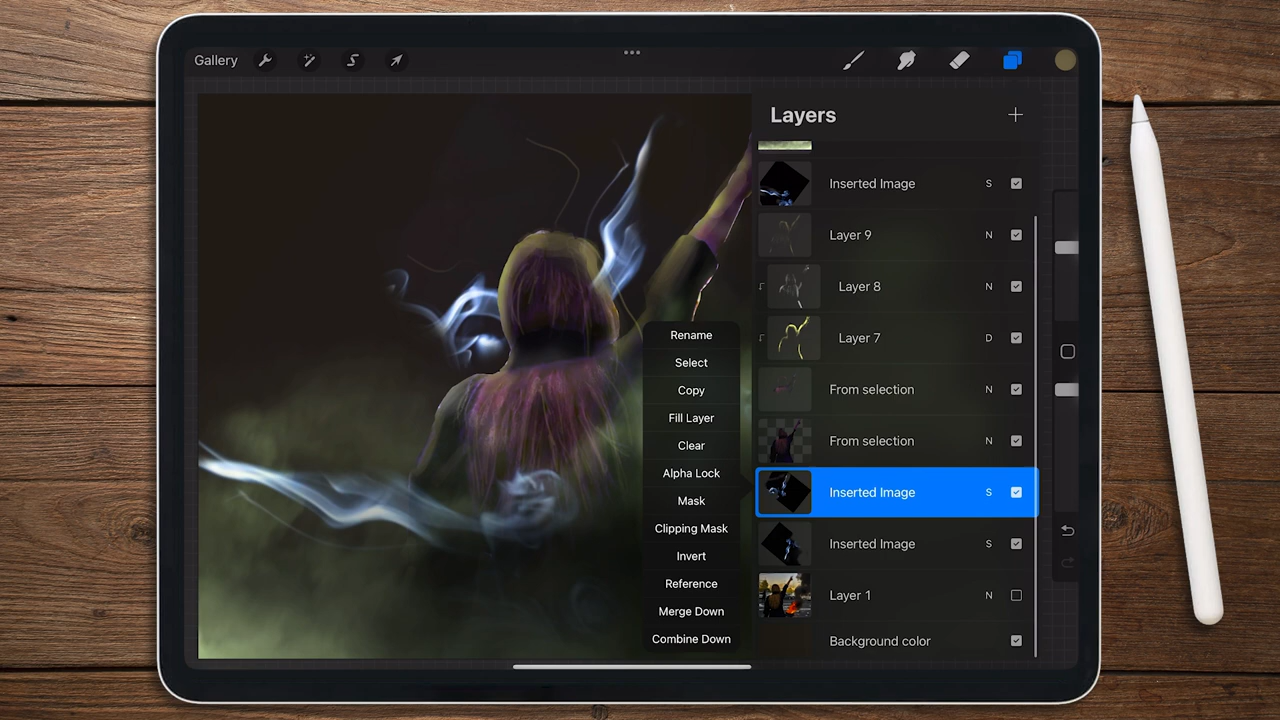 Gallery
Layers
Inserted Image S
Layer 9 N
Layer 8 N
Layer 7 D
From selection N
From selection N
Inserted Image S
Inserted Image S
Layer 1 N
Background color
Rename
Select
Copy
Fill Layer
Clear
Alpha Lock
Mask
Clipping Mask
Invert
Reference
Merge Down
Combine Down